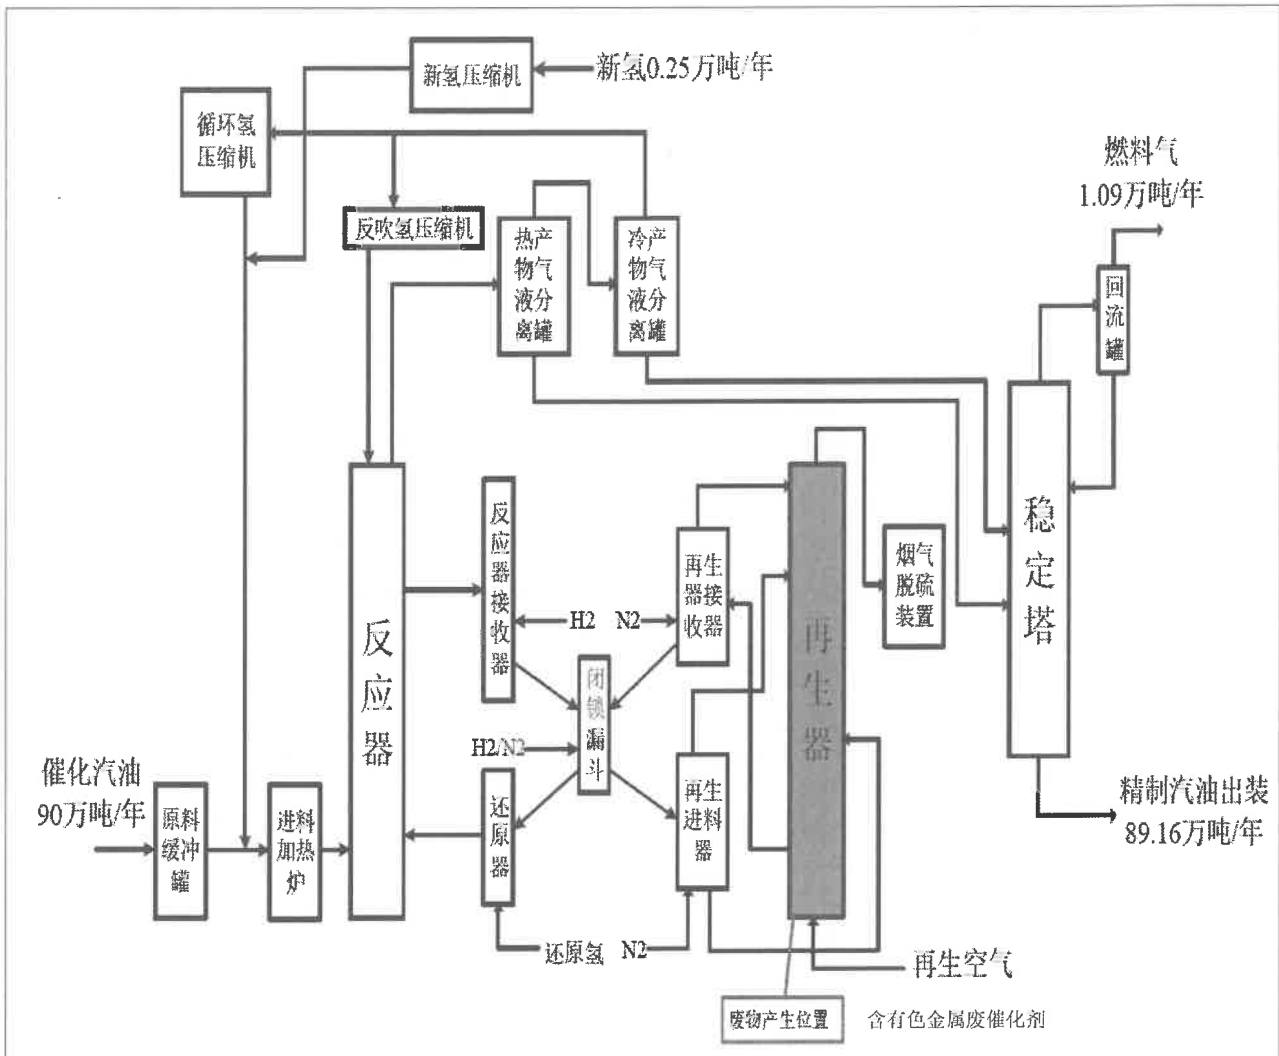 新氢压缩机
新氢0.25万吨/年
循环氢
压缩机
燃料气
1.09万吨/年
反吹氢压缩机
热产
物气
液分
离罐
冷产
物气
液分
离罐
回
流
罐
反
应
器
反
应
器
接
收
器
H2
N2
再生
器接
收器
再
生
器
烟气
脱硫
装置
稳
定
塔
闭
锁
漏
斗
H2/N2
催化汽油
90万吨/年
原料
缓冲
罐
进料
加热
炉
还
原
器
再生
进料
器
精制汽油出装
89.16万吨/年
还原氢
N2
再生空气
废物产生位置
含有色金属废催化剂